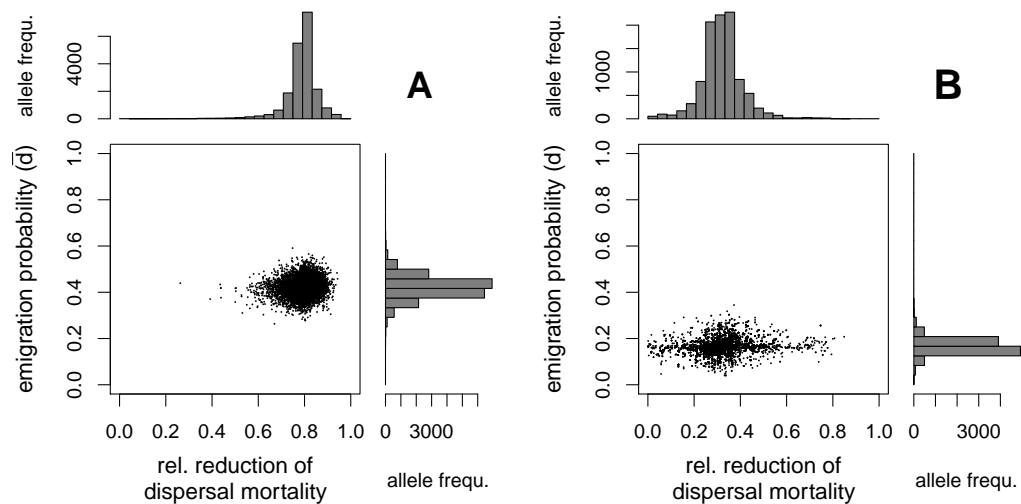 allele frequ.
0 4000
A
emigration probability (d̄)
0.0 0.2 0.4 0.6 0.8 1.0
0.0 0.2 0.4 0.6 0.8 1.0
rel. reduction of
dispersal mortality
0 3000
allele frequ.
allele frequ.
0 1000
B
emigration probability (d)
0.0 0.2 0.4 0.6 0.8 1.0
0.0 0.2 0.4 0.6 0.8 1.0
rel. reduction of
dispersal mortality
0 3000
allele frequ.